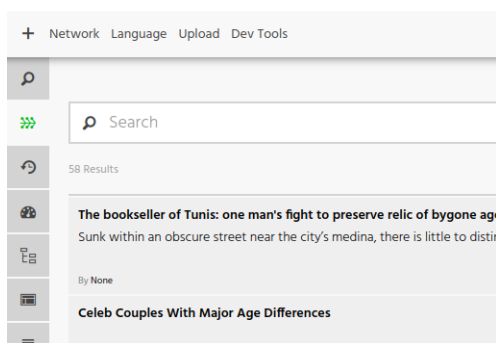 + Network Language Upload Dev Tools
Search
58 Results
The bookseller of Tunis: one man's fight to preserve relic of bygone age
Sunk within an obscure street near the city's medina, there is little to
By None
Celeb Couples With Major Age Differences